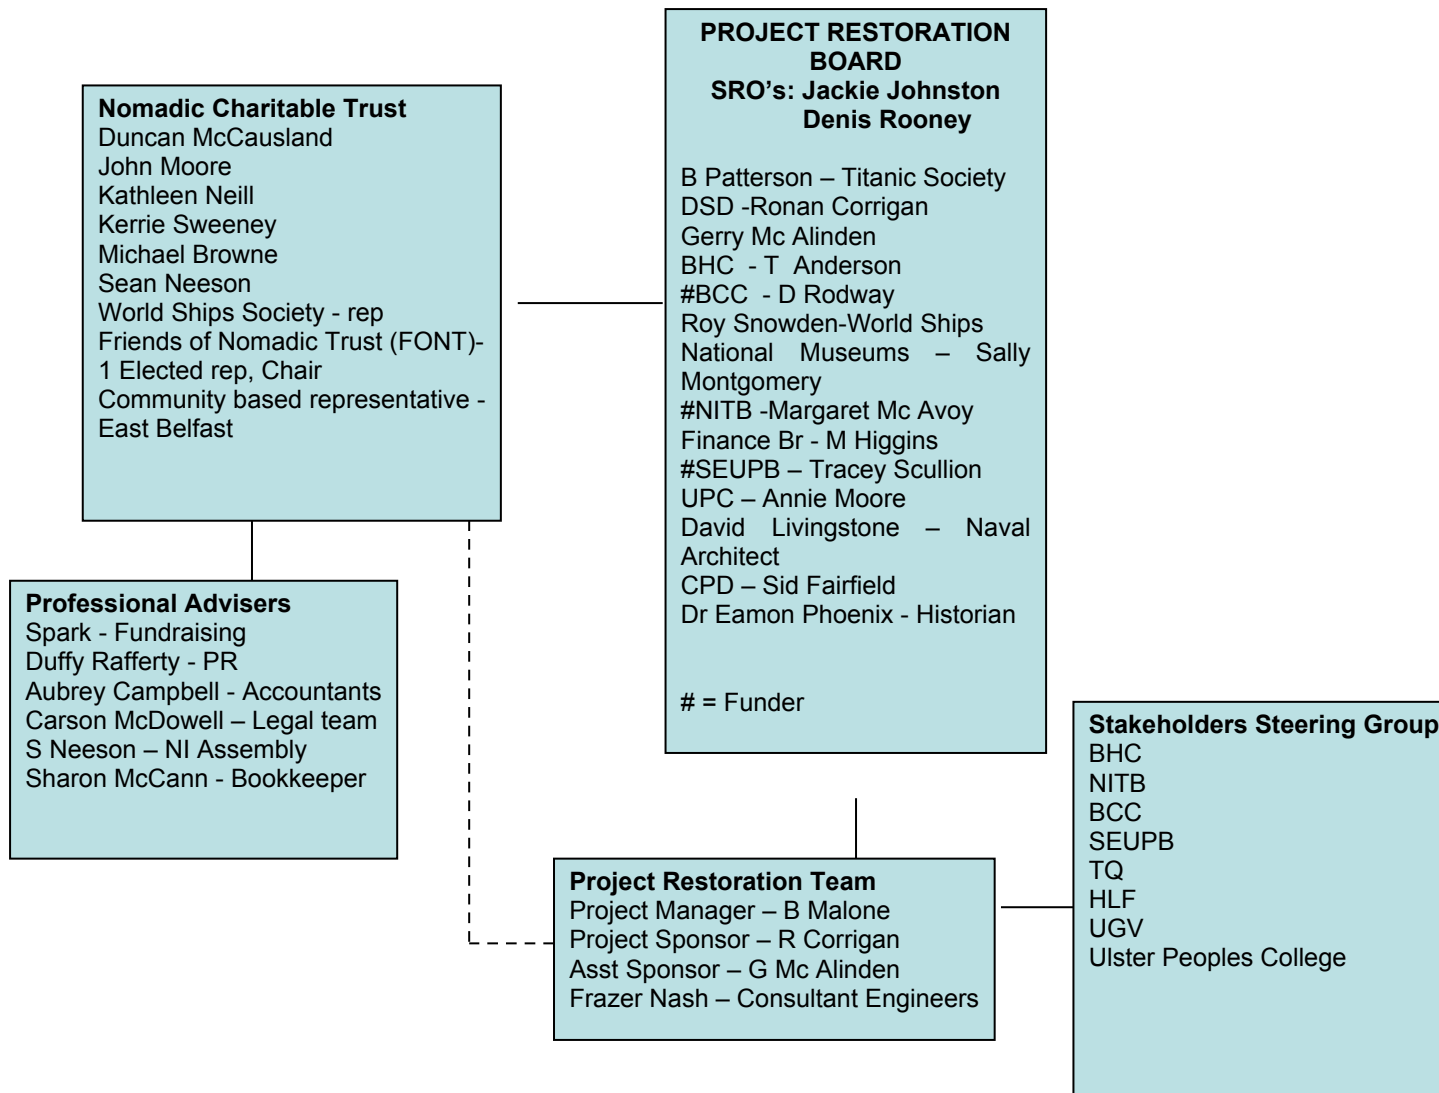 PROJECT RESTORATION
BOARD
SRO's: Jackie Johnston
Denis Rooney
B Patterson – Titanic Society
DSD -Ronan Corrigan
Gerry Mc Alinden
BHC - T Anderson
#BCC - D Rodway
Roy Snowden-World Ships
National Museums – Sally
Montgomery
#NITB -Margaret Mc Avoy
Finance Br - M Higgins
#SEUPB – Tracey Scullion
UPC – Annie Moore
David Livingstone – Naval
Architect
CPD – Sid Fairfield
Dr Eamon Phoenix - Historian
# = Funder
Nomadic Charitable Trust
Duncan McCausland
John Moore
Kathleen Neill
Kerrie Sweeney
Michael Browne
Sean Neeson
World Ships Society - rep
Friends of Nomadic Trust (FONT)-
1 Elected rep, Chair
Community based representative -
East Belfast
Professional Advisers
Spark - Fundraising
Duffy Rafferty - PR
Aubrey Campbell - Accountants
Carson McDowell – Legal team
S Neeson – NI Assembly
Sharon McCann - Bookkeeper
Project Restoration Team
Project Manager – B Malone
Project Sponsor – R Corrigan
Asst Sponsor – G Mc Alinden
Frazer Nash – Consultant Engineers
Stakeholders Steering Group
BHC
NITB
BCC
SEUPB
TQ
HLF
UGV
Ulster Peoples College